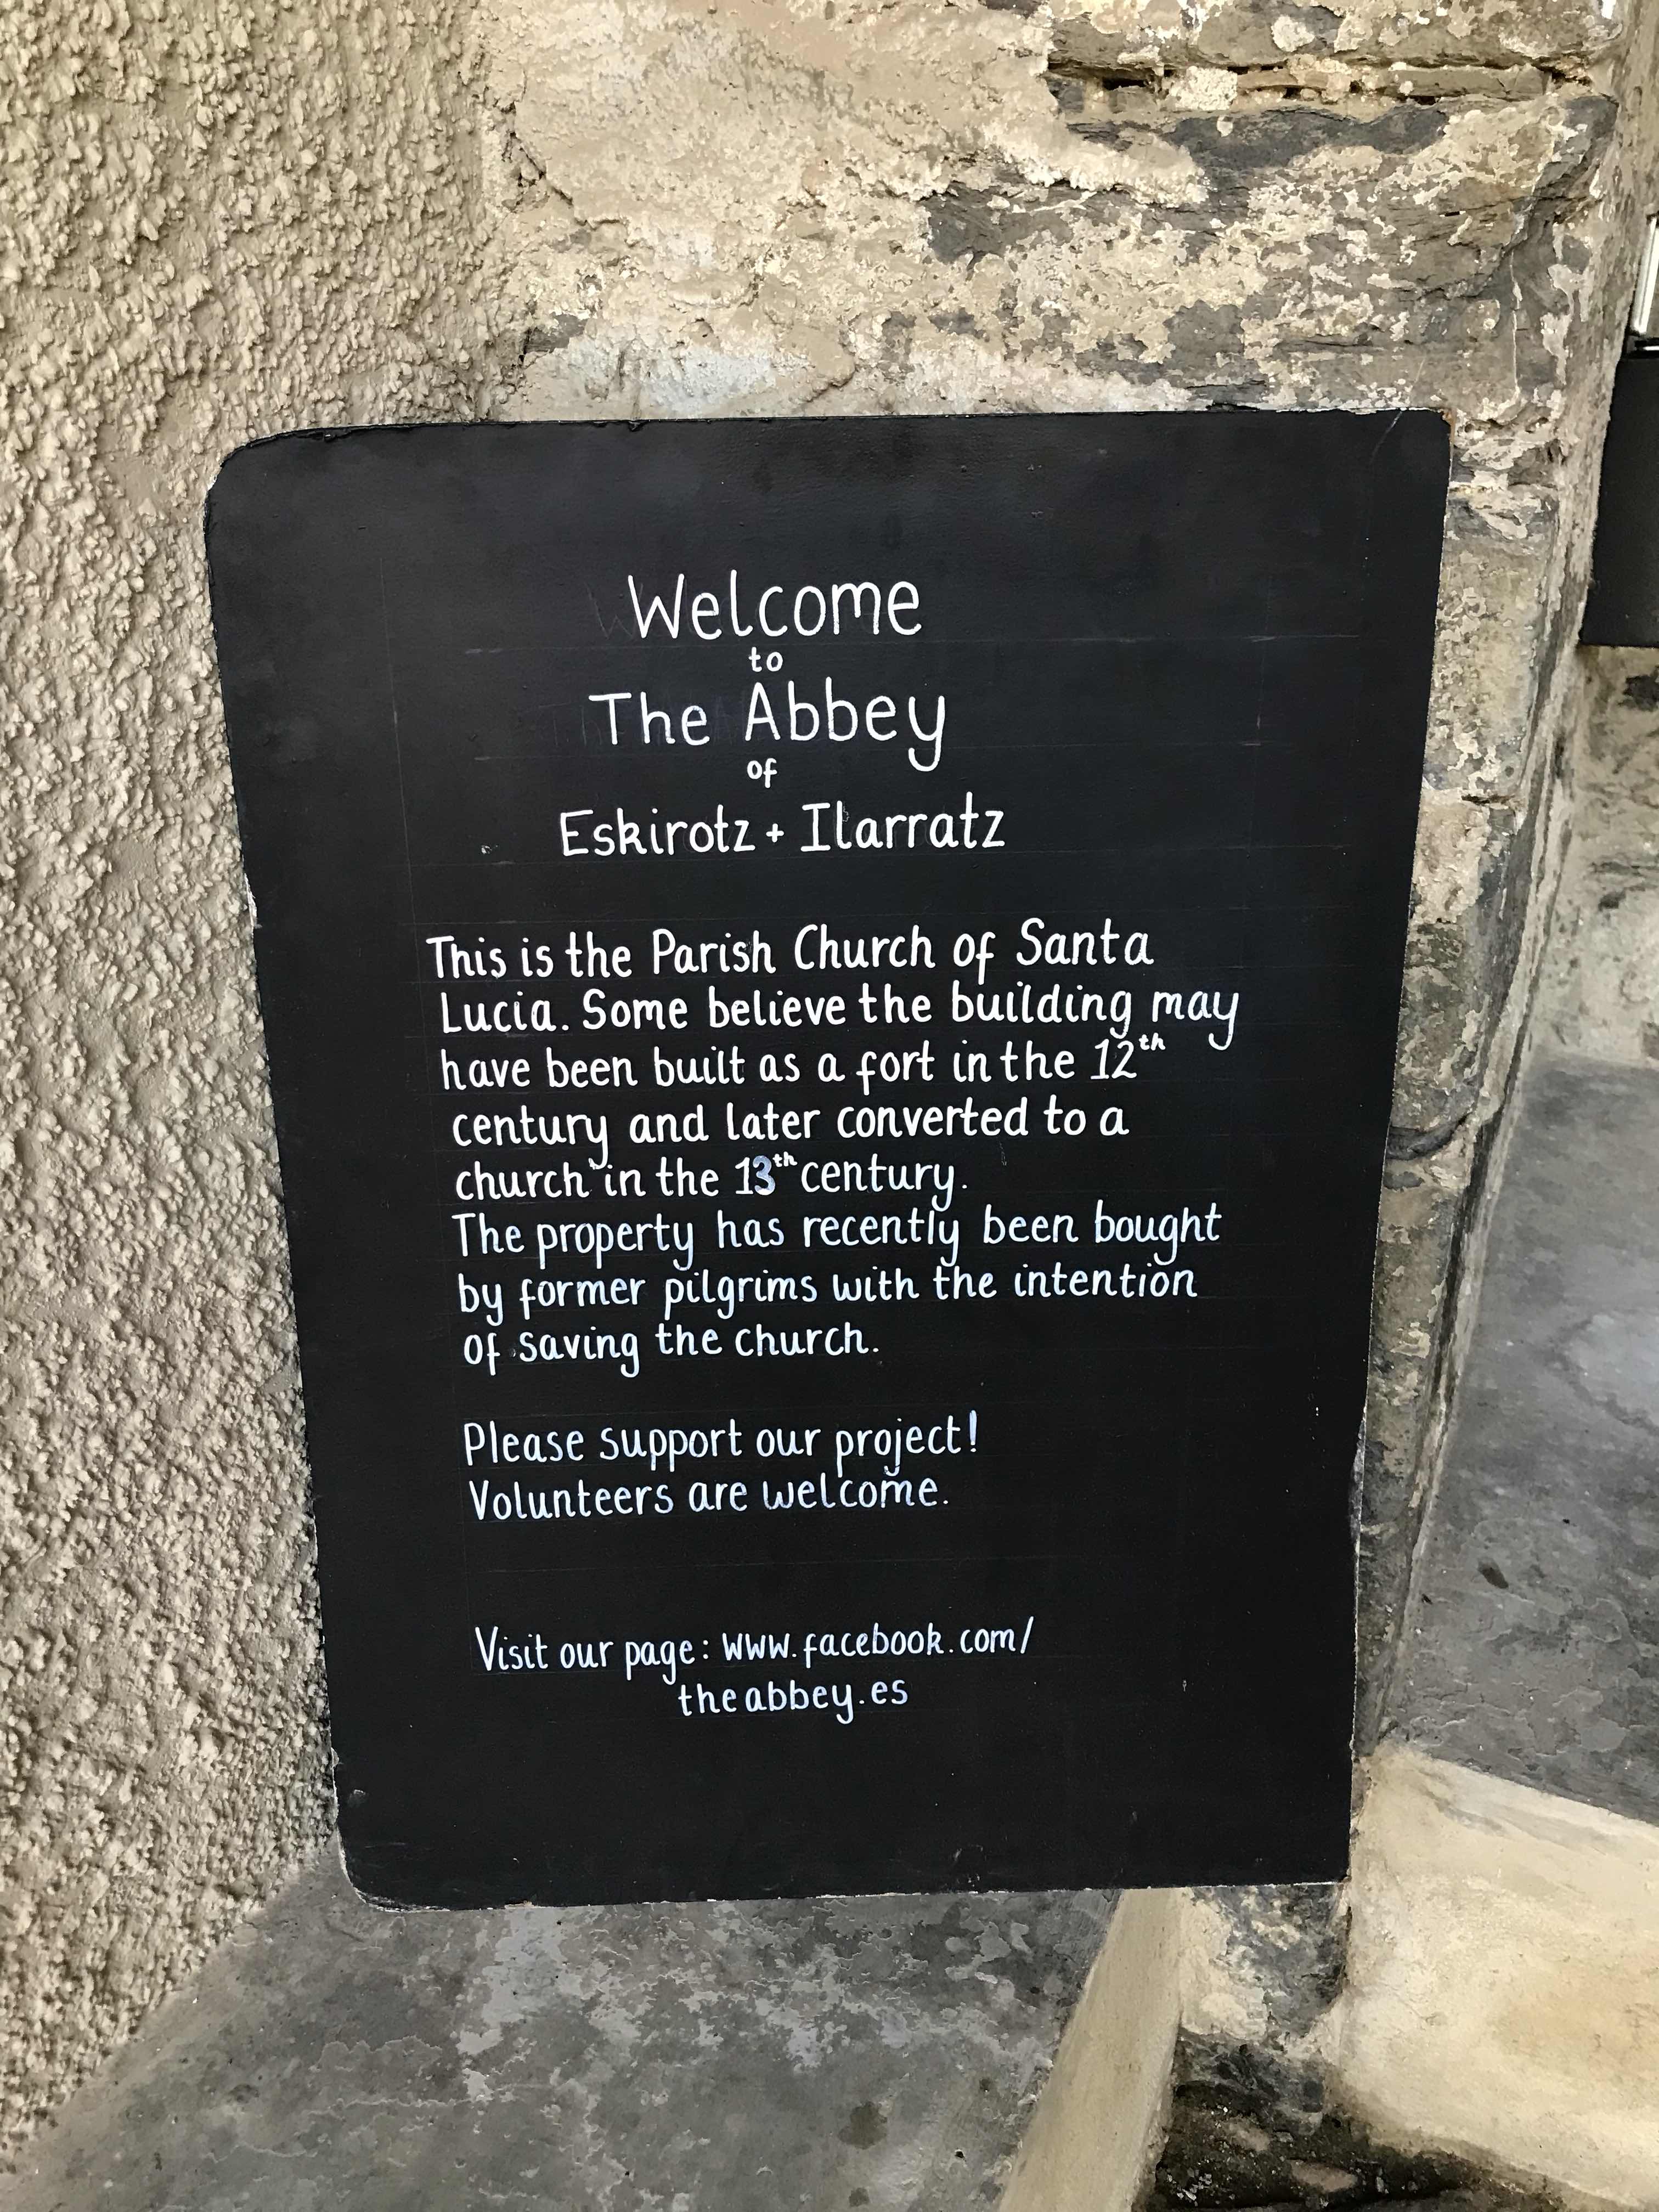 Welcome
to
The Abbey
of
Eskirotz + Ilarratz
This is the Parish Church of Santa
Lucia. Some believe the building may
have been built as a fort in the 12th
century and later converted to a
church in the 13th century.
The property has recently been bought
by former pilgrims with the intention
of saving the church.
Please support our project!
Volunteers are welcome.
Visit our page: www.facebook.com/
theabbey.es